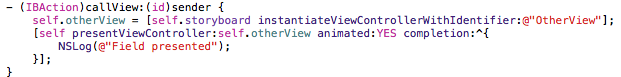 - (IBAction)callView:(id)sender {
    self.otherView = [self.storyboard instantiateViewControllerWithIdentifier:@"OtherView"];
    [self presentViewController:self.otherView animated:YES completion:^{
        NSLog(@"Field presented");
    }];
}